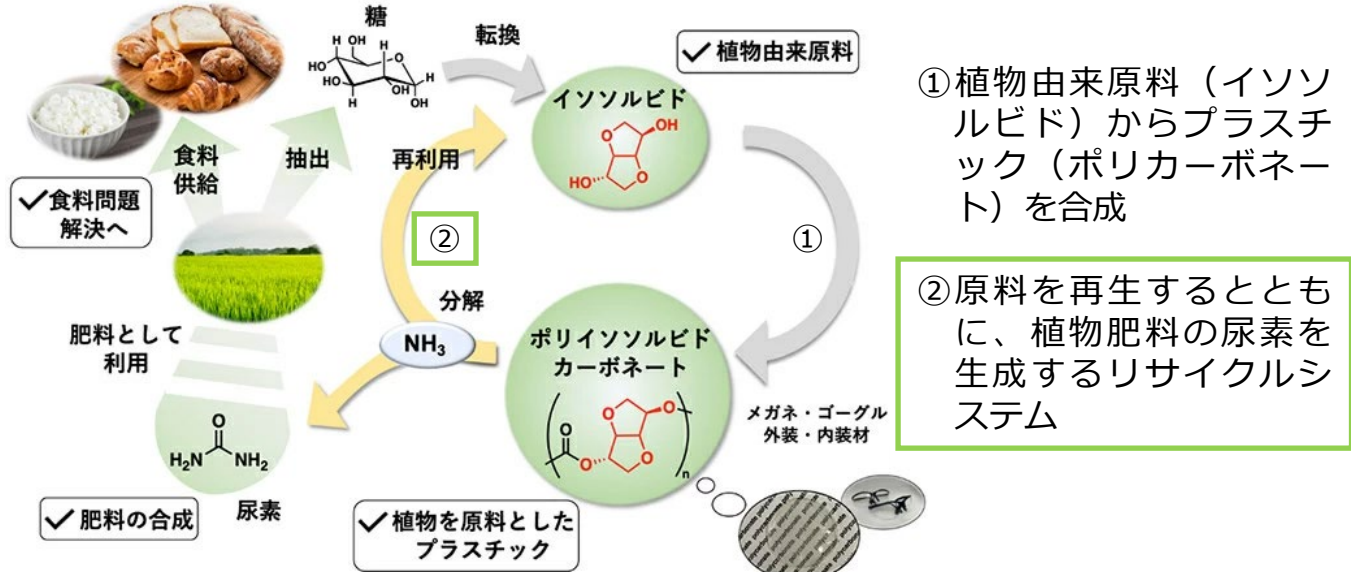 糖
転換
✓植物由来原料
イソソルビド
OH
HO
O
O
H
OH
H
O
HO
HO
H
H
OH
H
OH
食料
供給
抽出
再利用
✓食料問題
解決へ
②
①
分解
NH₃
肥料として
利用
ポリイソソルビド
カーボネート
O
O
O
O
O
n
メガネ・ゴーグル
外装・内装材
O
H₂N
NH₂
尿素
✓肥料の合成
✓植物を原料とした
プラスチック
polycarbonate
①植物由来原料（イソソ
ルビド）からプラスチ
ック（ポリカーボネー
ト）を合成
②原料を再生するととも
に、植物肥料の尿素を
生成するリサイクルシ
ステム